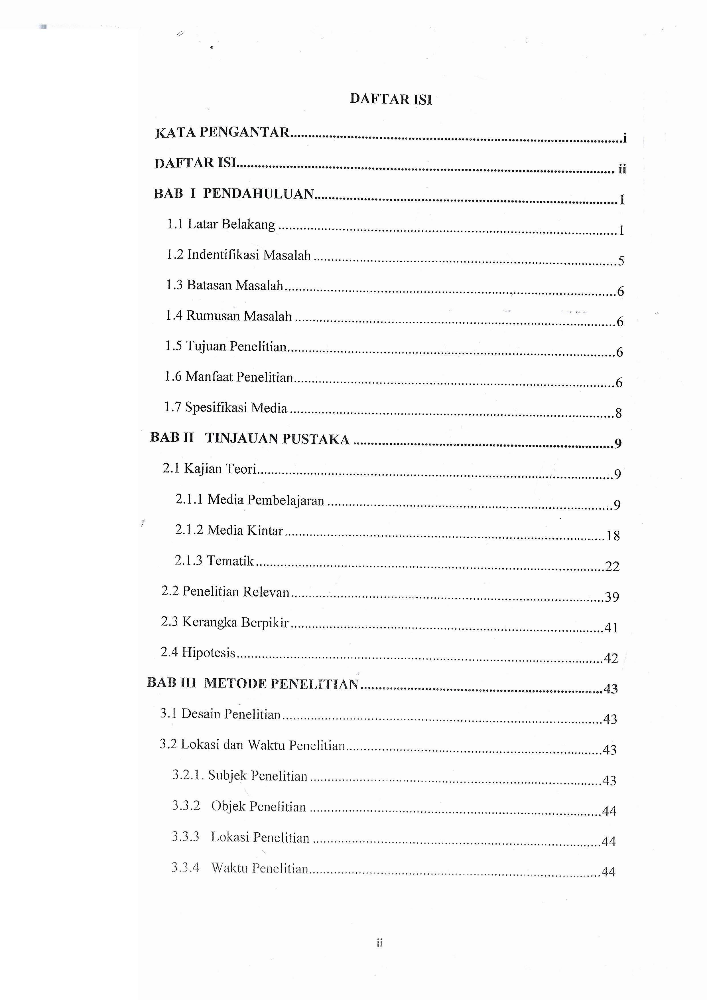 DAFTAR ISI
KATA PENGANTAR.....i
DAFTAR ISI..... ii
BAB I PENDAHULUAN.....1
1.1 Latar Belakang .....1
1.2 Indentifikasi Masalah .....5
1.3 Batasan Masalah.....6
1.4 Rumusan Masalah .....6
1.5 Tujuan Penelitian.....6
1.6 Manfaat Penelitian.....6
1.7 Spesifikasi Media .....8
BAB II TINJAUAN PUSTAKA .....9
2.1 Kajian Teori.....9
2.1.1 Media Pembelajaran .....9
2.1.2 Media Kintar.....18
2.1.3 Tematik.....22
2.2 Penelitian Relevan.....39
2.3 Kerangka Berpikir.....41
2.4 Hipotesis.....42
BAB III METODE PENELITIAN.....43
3.1 Desain Penelitian.....43
3.2 Lokasi dan Waktu Penelitian.....43
3.2.1. Subjek Penelitian .....43
3.3.2 Objek Penelitian .....44
3.3.3 Lokasi Penelitian .....44
3.3.4 Waktu Penelitian.....44
ii